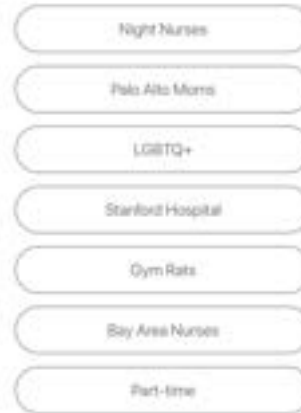 Night Nurses
Palo Alto Moms
LGBTQ+
Stanford Hospital
Gym Rats
Bay Area Nurses
Part-time